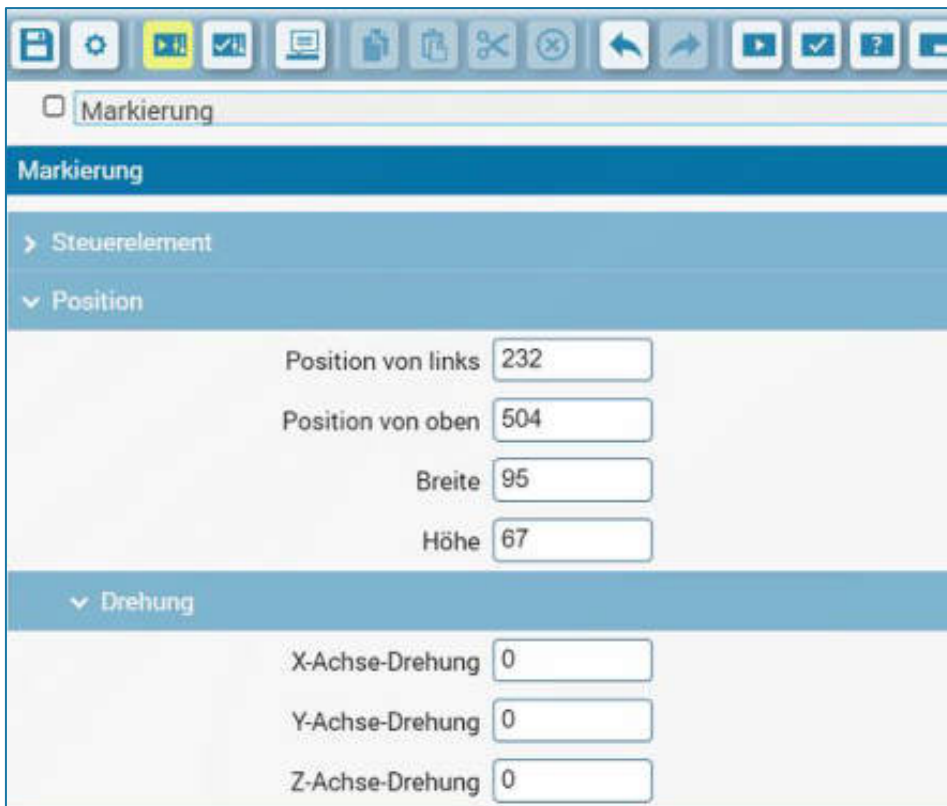 Markierung
Markierung
Steuerelement
Position
Position von links 232
Position von oben 504
Breite 95
Höhe 67
Drehung
X-Achse-Drehung 0
Y-Achse-Drehung 0
Z-Achse-Drehung 0